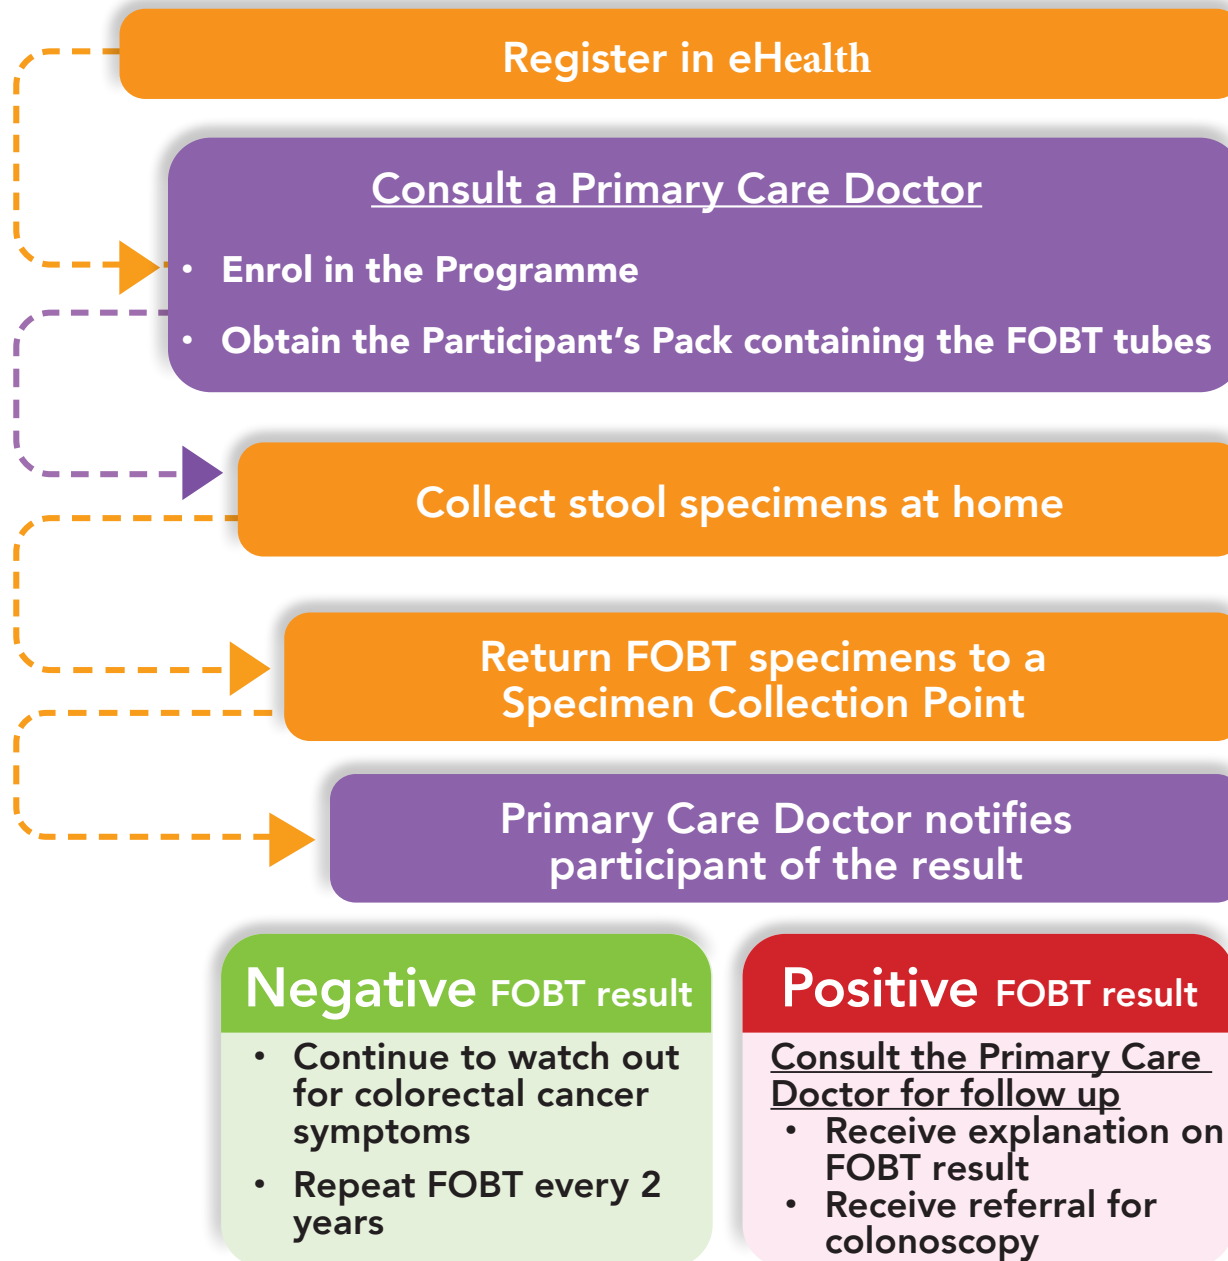 Register in eHealth
Consult a Primary Care Doctor
• Enrol in the Programme
• Obtain the Participant’s Pack containing the FOBT tubes
Collect stool specimens at home
Return FOBT specimens to a
Specimen Collection Point
Primary Care Doctor notifies
participant of the result
Negative FOBT result
• Continue to watch out
for colorectal cancer
symptoms
• Repeat FOBT every 2
years
Positive FOBT result
Consult the Primary Care
Doctor for follow up
• Receive explanation on
FOBT result
• Receive referral for
colonoscopy